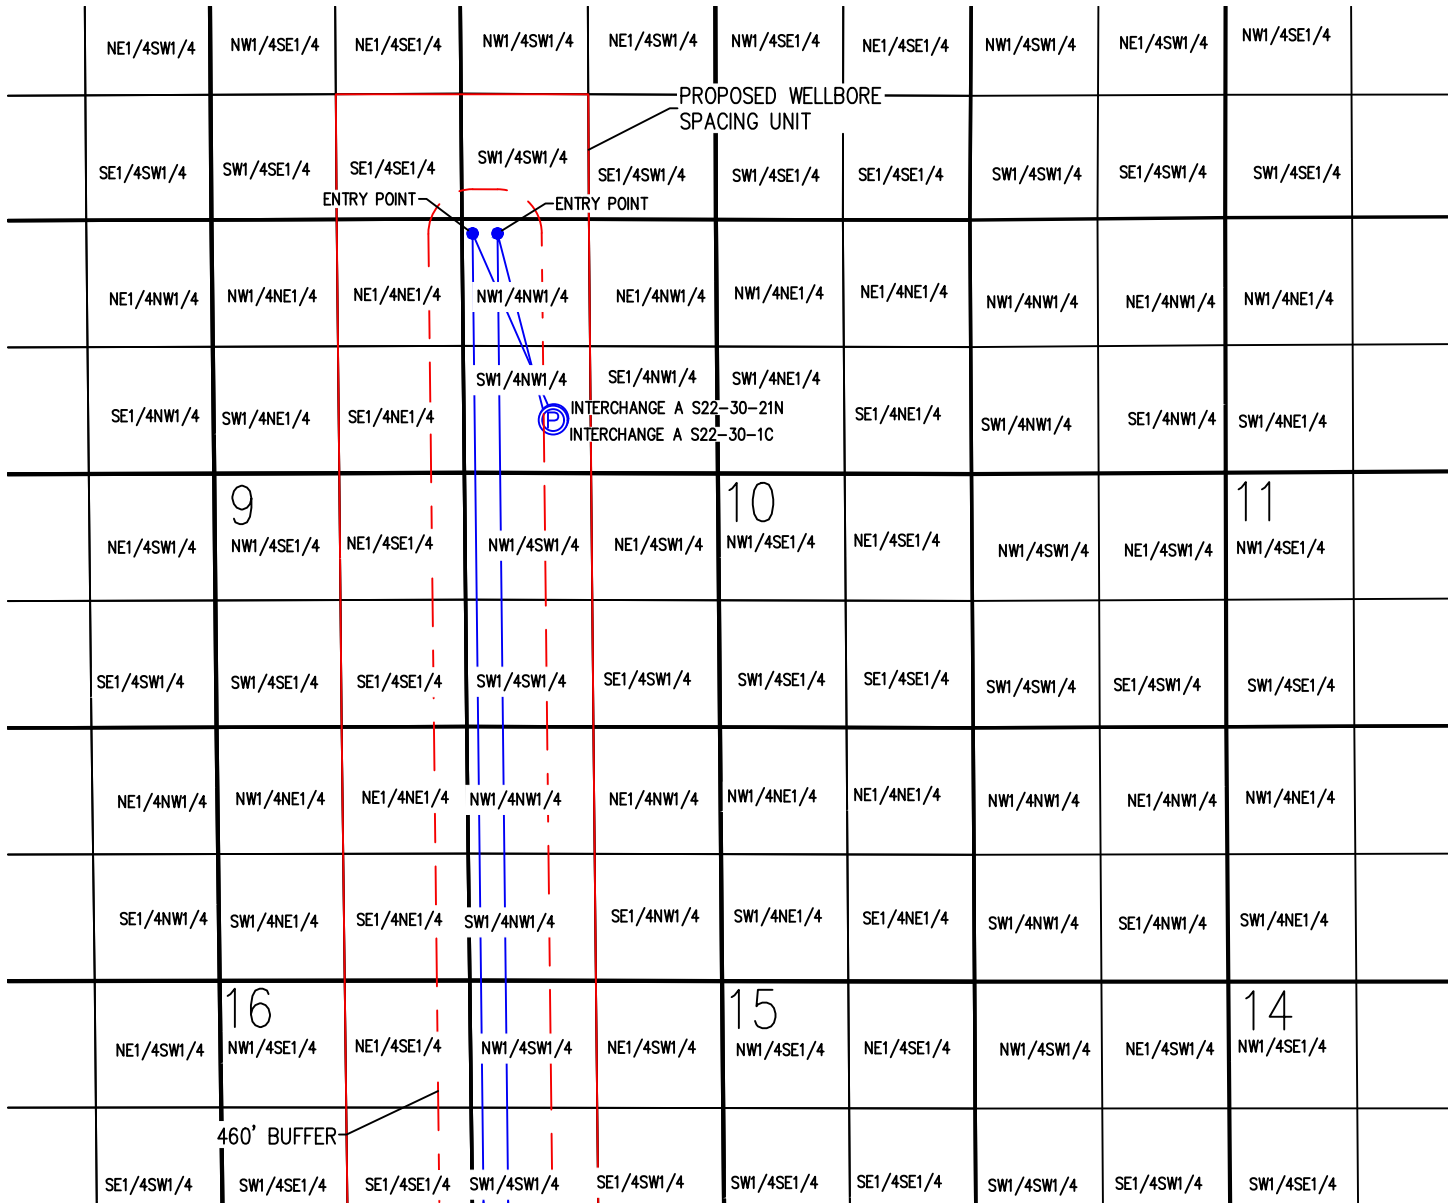 NE1/4SW1/4 NW1/4SE1/4 NE1/4SE1/4 NW1/4SW1/4 NE1/4SW1/4 NW1/4SE1/4 NE1/4SE1/4 NW1/4SW1/4 NE1/4SW1/4 NW1/4SE1/4
PROPOSED WELLBORE
SPACING UNIT
SE1/4SW1/4 SW1/4SE1/4 SE1/4SE1/4 SW1/4SW1/4 SE1/4SW1/4 SW1/4SE1/4 SE1/4SE1/4 SW1/4SW1/4 SE1/4SW1/4 SW1/4SE1/4
ENTRY POINT ENTRY POINT
NE1/4NW1/4 NW1/4NE1/4 NE1/4NE1/4 NW1/4NW1/4 NE1/4NW1/4 NW1/4NE1/4 NE1/4NE1/4 NW1/4NW1/4 NE1/4NW1/4 NW1/4NE1/4
SE1/4NW1/4 SW1/4NE1/4 SE1/4NE1/4 SW1/4NW1/4 SE1/4NW1/4 SW1/4NE1/4 SE1/4NE1/4 SW1/4NW1/4 SE1/4NW1/4 SW1/4NE1/4
P INTERCHANGE A S22-30-21N
INTERCHANGE A S22-30-1C
9 10 11
NE1/4SW1/4 NW1/4SE1/4 NE1/4SE1/4 NW1/4SW1/4 NE1/4SW1/4 NW1/4SE1/4 NE1/4SE1/4 NW1/4SW1/4 NE1/4SW1/4 NW1/4SE1/4
SE1/4SW1/4 SW1/4SE1/4 SE1/4SE1/4 SW1/4SW1/4 SE1/4SW1/4 SW1/4SE1/4 SE1/4SE1/4 SW1/4SW1/4 SE1/4SW1/4 SW1/4SE1/4
NE1/4NW1/4 NW1/4NE1/4 NE1/4NE1/4 NW1/4NW1/4 NE1/4NW1/4 NW1/4NE1/4 NE1/4NE1/4 NW1/4NW1/4 NE1/4NW1/4 NW1/4NE1/4
SE1/4NW1/4 SW1/4NE1/4 SE1/4NE1/4 SW1/4NW1/4 SE1/4NW1/4 SW1/4NE1/4 SE1/4NE1/4 SW1/4NW1/4 SE1/4NW1/4 SW1/4NE1/4
16 15 14
NE1/4SW1/4 NW1/4SE1/4 NE1/4SE1/4 NW1/4SW1/4 NE1/4SW1/4 NW1/4SE1/4 NE1/4SE1/4 NW1/4SW1/4 NE1/4SW1/4 NW1/4SE1/4
460' BUFFER
SE1/4SW1/4 SW1/4SE1/4 SE1/4SE1/4 SW1/4SW1/4 SE1/4SW1/4 SW1/4SE1/4 SE1/4SE1/4 SW1/4SW1/4 SE1/4SW1/4 SW1/4SE1/4